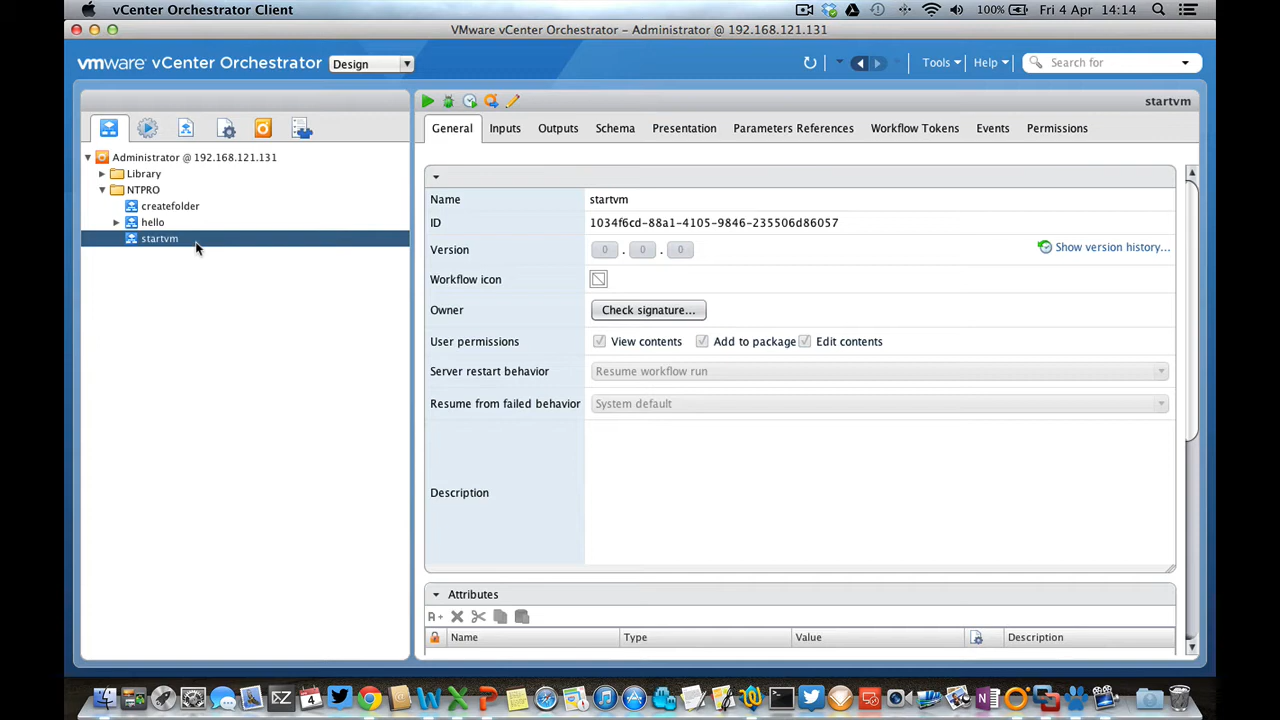 vCenter Orchestrator Client
100%
Fri 4 Apr 14:14
VMware vCenter Orchestrator – Administrator @ 192.168.121.131
vmware vCenter Orchestrator
Design
Tools
Help
Search for
startvm
General
Inputs
Outputs
Schema
Presentation
Parameters References
Workflow Tokens
Events
Permissions
Administrator @ 192.168.121.131
Library
NTPRO
createfolder
hello
startvm
Name
startvm
ID
1034f6cd-88a1-4105-9846-235506d86057
Version
0 . 0 . 0
Show version history...
Workflow icon
Owner
Check signature...
User permissions
View contents
Add to package
Edit contents
Server restart behavior
Resume workflow run
Resume from failed behavior
System default
Description
Attributes
Name
Type
Value
Description